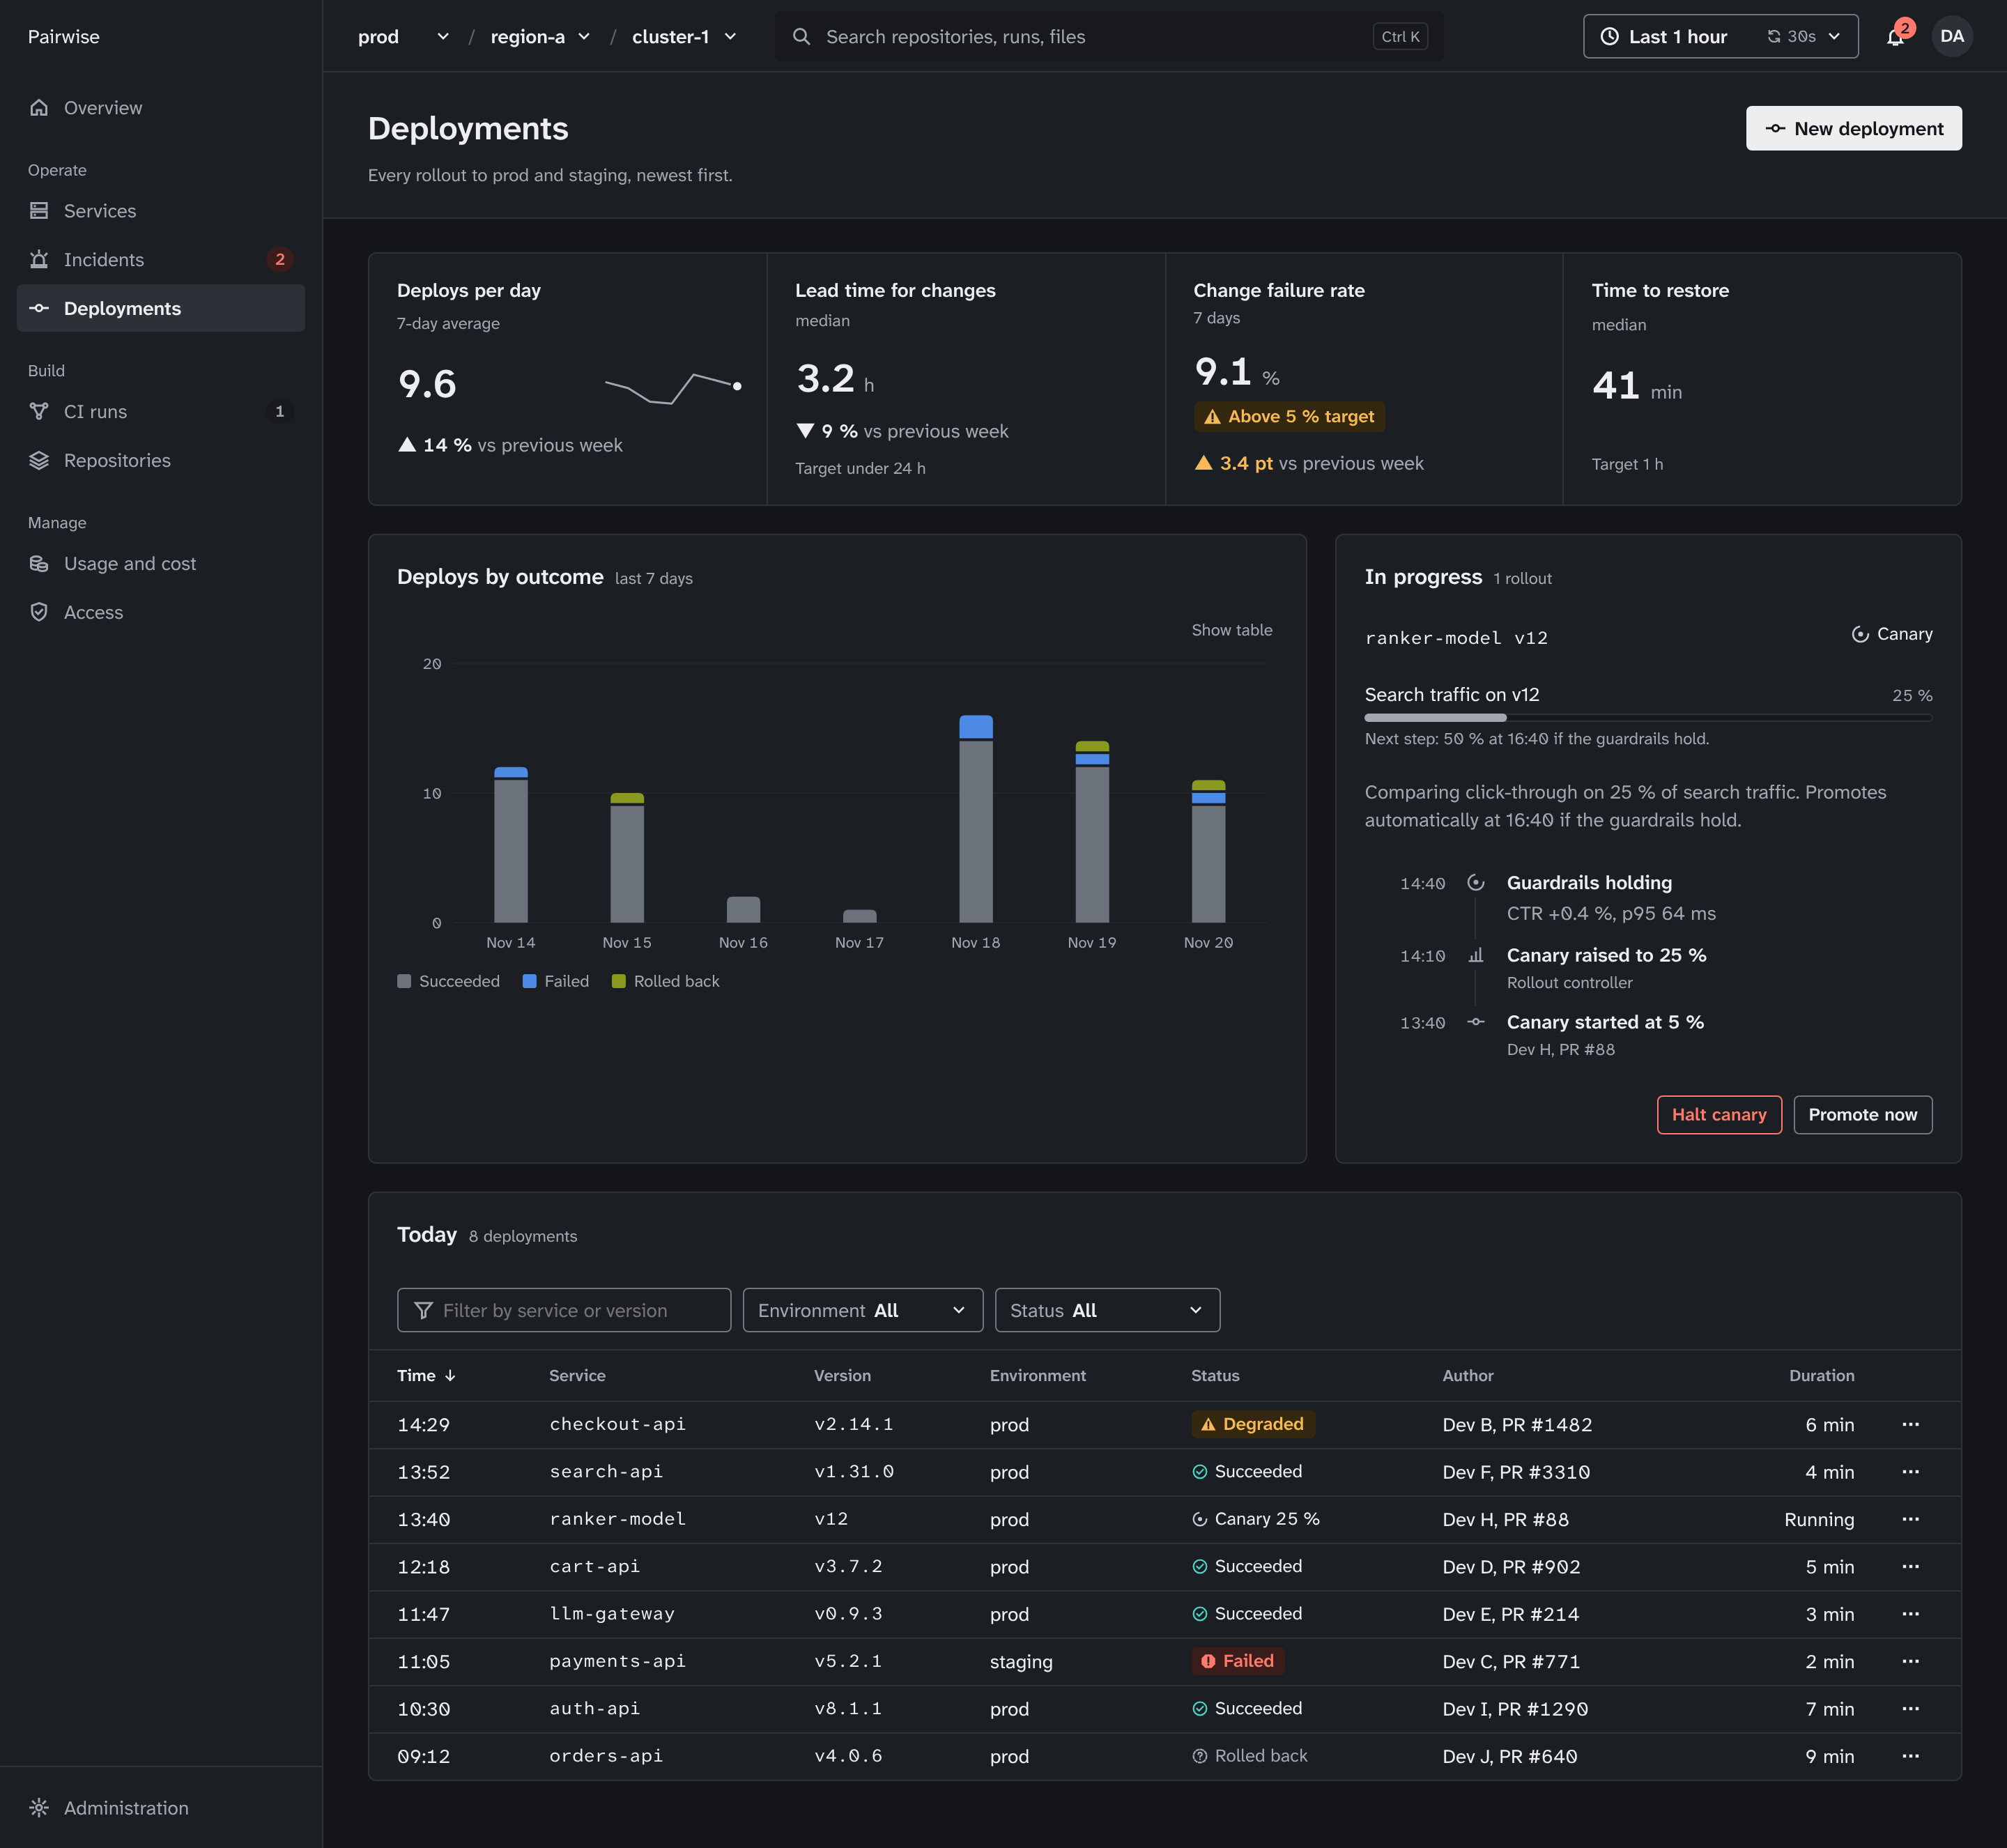 Pairwise
Overview
Operate
Services
Incidents 2
Deployments
Build
CI runs 1
Repositories
Manage
Usage and cost
Access
Administration
prod / region-a / cluster-1
Search repositories, runs, files Ctrl K
Last 1 hour 30s
2
DA
Deployments
Every rollout to prod and staging, newest first.
New deployment
Deploys per day
7-day average
9.6
14 % vs previous week
Lead time for changes
median
3.2 h
9 % vs previous week
Target under 24 h
Change failure rate
7 days
9.1 %
Above 5 % target
3.4 pt vs previous week
Time to restore
median
41 min
Target 1 h
Deploys by outcome last 7 days
Show table
20
10
0
Nov 14 Nov 15 Nov 16 Nov 17 Nov 18 Nov 19 Nov 20
Succeeded Failed Rolled back
In progress 1 rollout
ranker-model v12 Canary
Search traffic on v12 25 %
Next step: 50 % at 16:40 if the guardrails hold.
Comparing click-through on 25 % of search traffic. Promotes
automatically at 16:40 if the guardrails hold.
14:40 Guardrails holding
CTR +0.4 %, p95 64 ms
14:10 Canary raised to 25 %
Rollout controller
13:40 Canary started at 5 %
Dev H, PR #88
Halt canary Promote now
Today 8 deployments
Filter by service or version Environment All Status All
Time Service Version Environment Status Author Duration
14:29 checkout-api v2.14.1 prod Degraded Dev B, PR #1482 6 min
13:52 search-api v1.31.0 prod Succeeded Dev F, PR #3310 4 min
13:40 ranker-model v12 prod Canary 25 % Dev H, PR #88 Running
12:18 cart-api v3.7.2 prod Succeeded Dev D, PR #902 5 min
11:47 llm-gateway v0.9.3 prod Succeeded Dev E, PR #214 3 min
11:05 payments-api v5.2.1 staging Failed Dev C, PR #771 2 min
10:30 auth-api v8.1.1 prod Succeeded Dev I, PR #1290 7 min
09:12 orders-api v4.0.6 prod Rolled back Dev J, PR #640 9 min